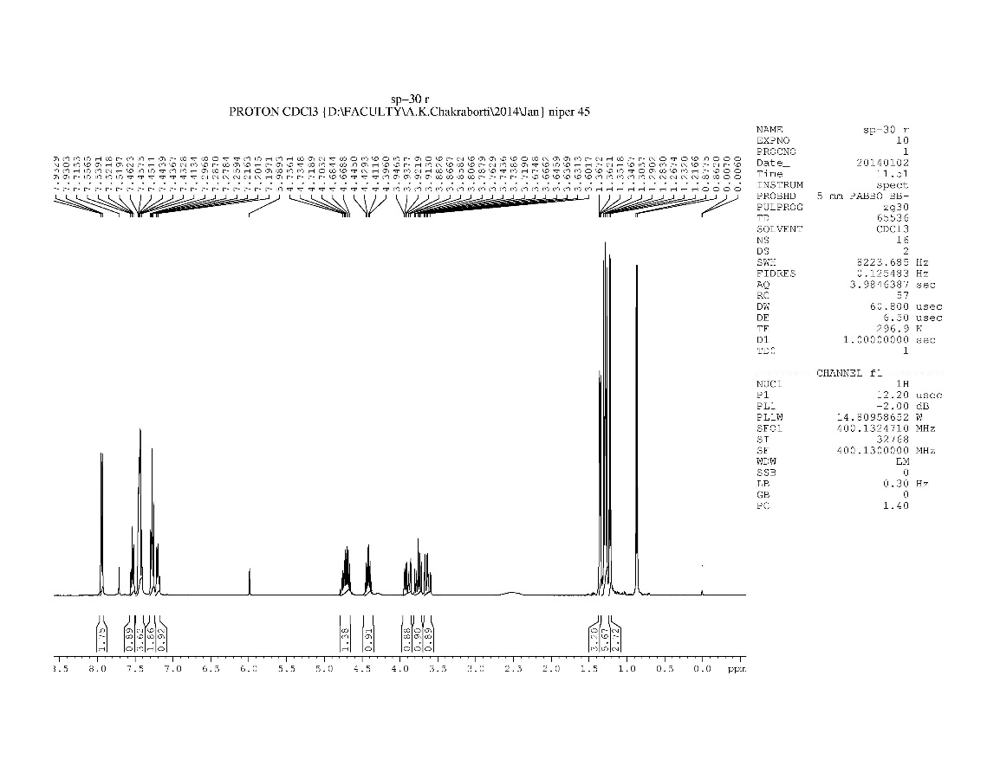 sp-30 r
PROTON CDCl3 {D:\FACULTY\A.K.Chakraborti\2014\Jan} niper 45
7.9329
7.9303
7.7153
7.5565
7.5391
7.5218
7.5197
7.4623
7.4575
7.4511
7.4439
7.4367
7.4328
7.4134
7.2968
7.2870
7.2784
7.2594
7.2163
7.2015
7.1971
5.9893
4.7348
4.7189
4.7032
4.6844
4.6688
4.4450
4.4293
4.4116
4.3960
3.9465
3.9377
3.9219
3.9130
3.8826
3.8667
3.8582
3.8066
3.7879
3.7629
3.7436
3.7386
3.7190
3.6748
3.6662
3.6459
3.6369
3.6313
3.6017
1.3672
1.3621
1.3518
1.3467
1.3057
1.2902
1.2830
1.2674
1.2320
1.2166
0.8775
0.8620
0.0070
0.0060
NAME sp-30 r
EXPNO 10
PROCNO 1
Date_ 20140102
Time 11.51
INSTRUM spect
PROBHD 5 mm PABBO BB-
PULPROG zg30
TD 65536
SOLVENT CDCl3
NS 16
DS 2
SWH 8223.685 Hz
FIDRES 0.125483 Hz
AQ 3.9846387 sec
RG 57
DW 60.800 usec
DE 6.50 usec
TE 296.9 K
D1 1.00000000 sec
TD0 1
CHANNEL f1
NUC1 1H
P1 12.20 usec
PL1 -2.00 dB
PL1W 14.80958652 W
SFO1 400.1324710 MHz
SI 32768
SF 400.1300000 MHz
WDW EM
SSB 0
LB 0.30 Hz
GB 0
PC 1.40
1.75
0.89
3.62
1.86
0.92
1.38
0.91
0.88
0.90
0.89
3.20
5.67
2.72
8.5 8.0 7.5 7.0 6.5 6.0 5.5 5.0 4.5 4.0 3.5 3.0 2.5 2.0 1.5 1.0 0.5 0.0 ppm